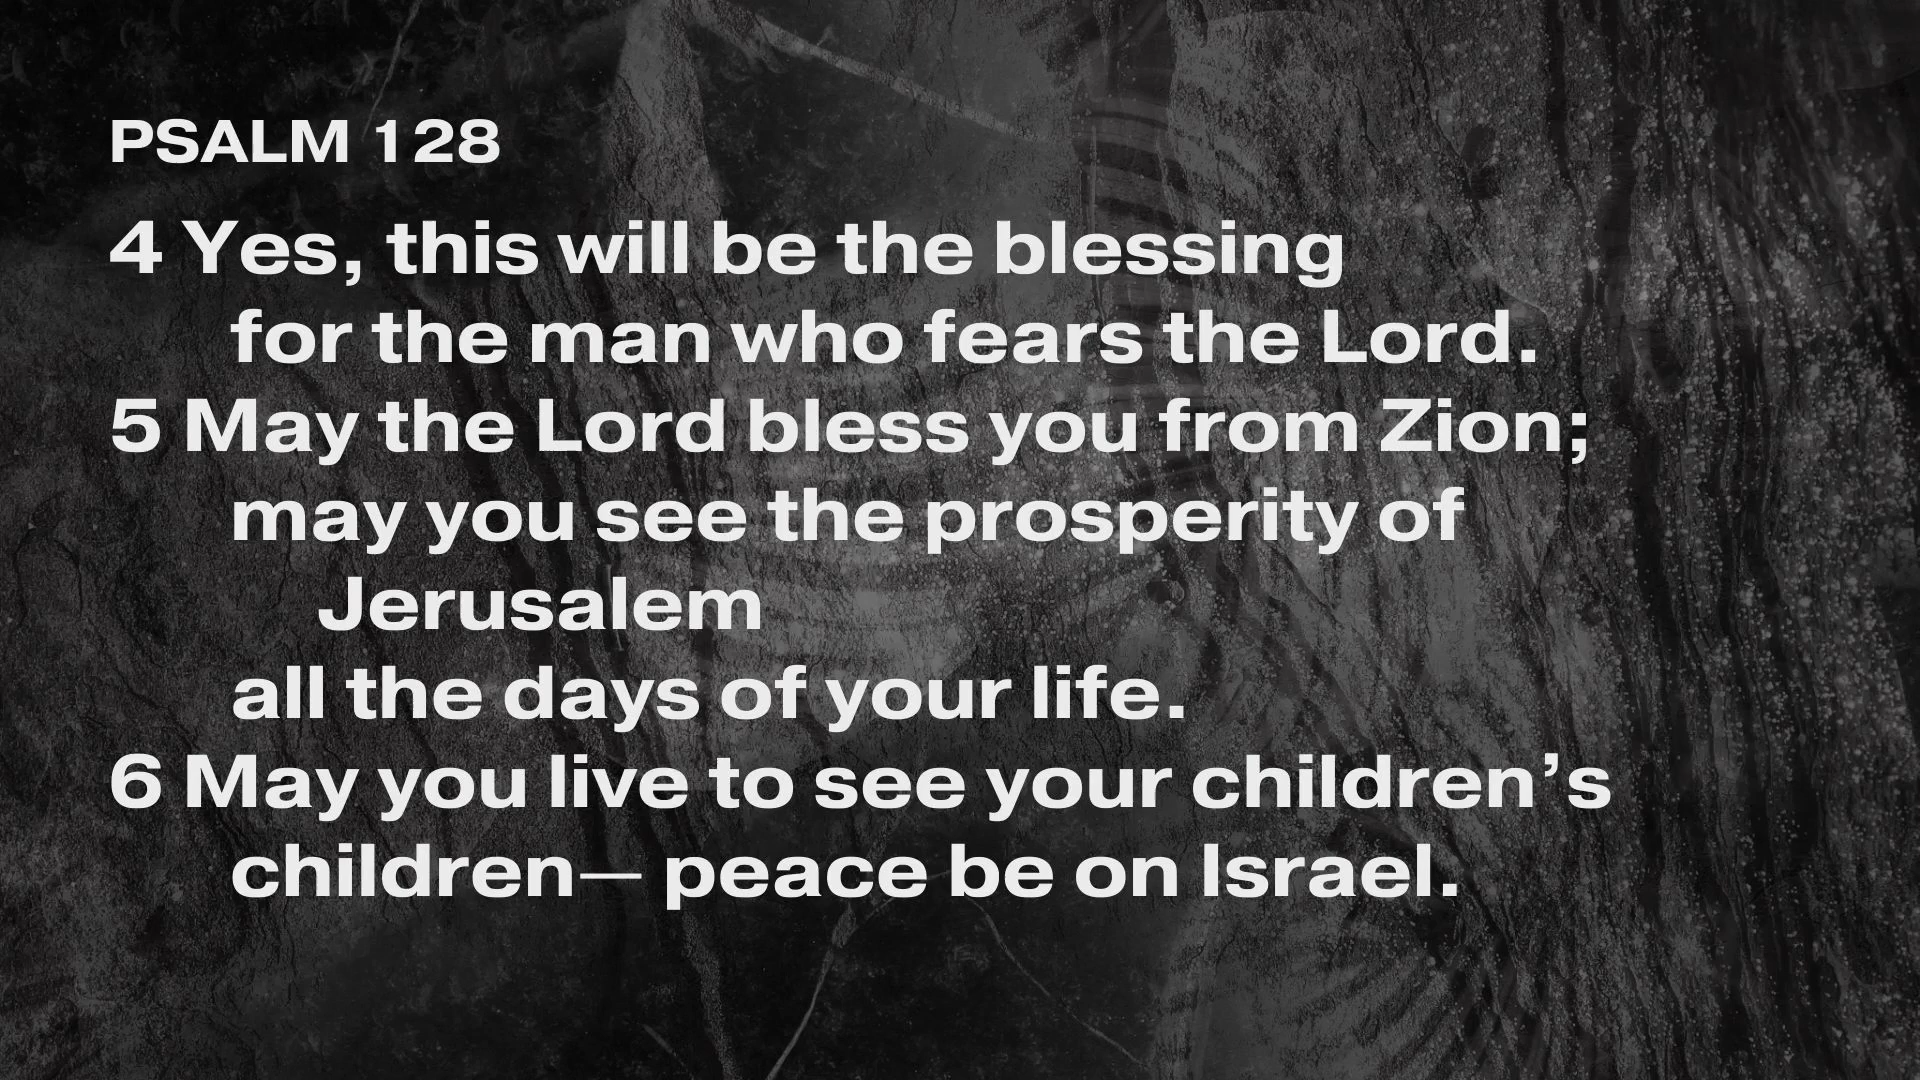 PSALM 128
4 Yes, this will be the blessing
for the man who fears the Lord.
5 May the Lord bless you from Zion;
may you see the prosperity of
Jerusalem
all the days of your life.
6 May you live to see your children’s
children— peace be on Israel.